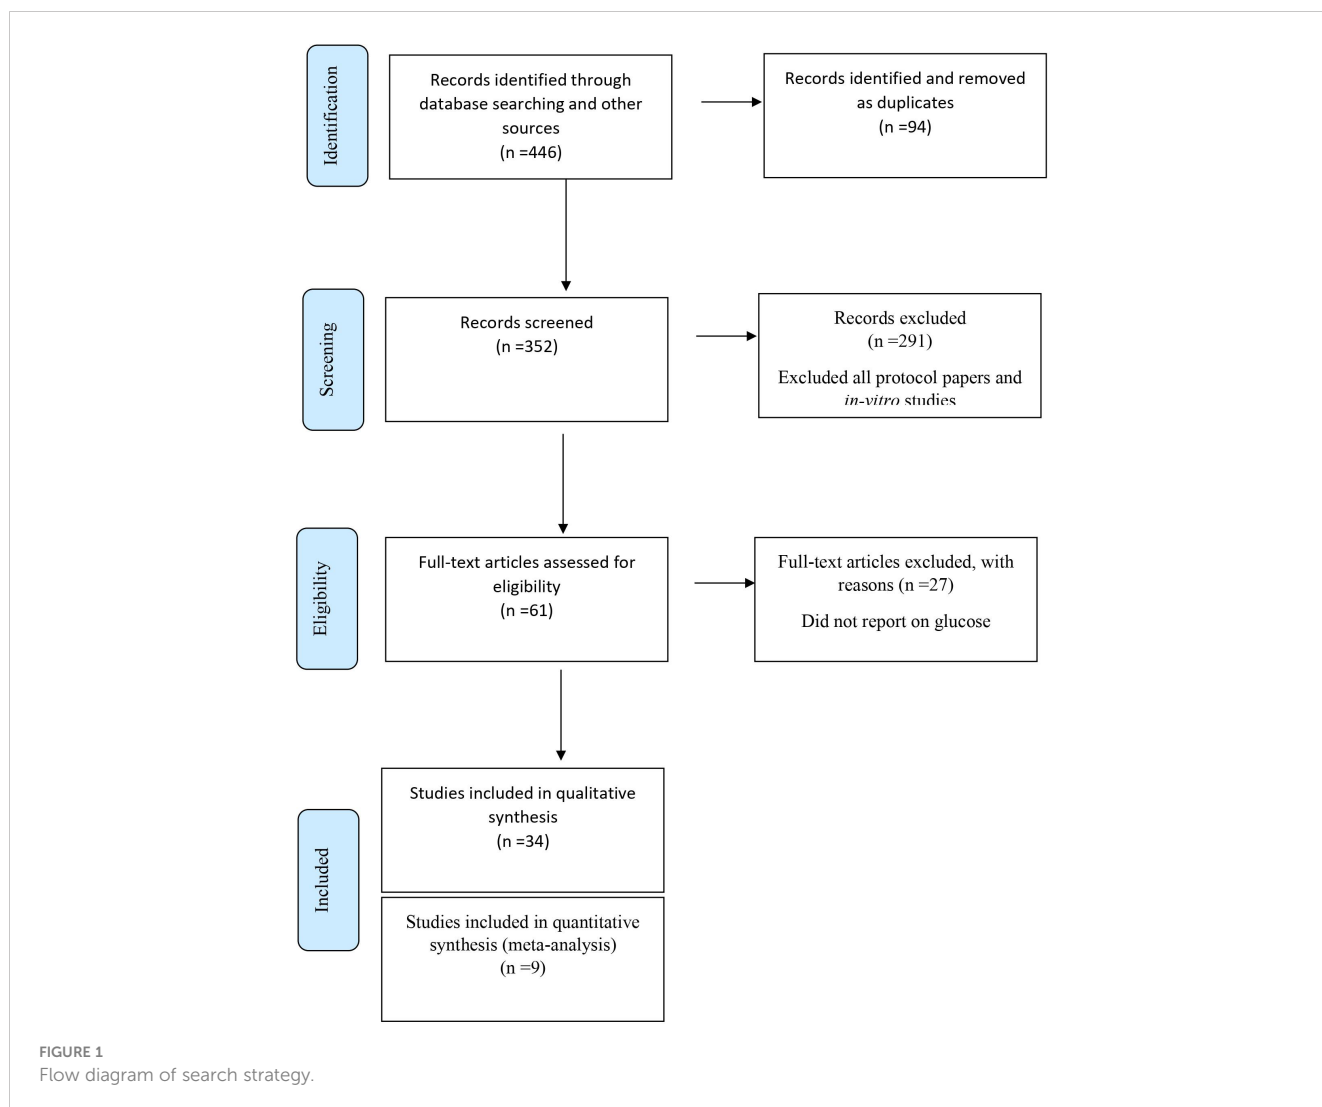 Identification
Records identified through
database searching and other
sources
(n =446)
Records identified and removed
as duplicates
(n =94)
Screening
Records screened
(n =352)
Records excluded
(n =291)
Excluded all protocol papers and
in-vitro studies
Eligibility
Full-text articles assessed for
eligibility
(n =61)
Full-text articles excluded, with
reasons (n =27)
Did not report on glucose
Included
Studies included in qualitative
synthesis
(n =34)
Studies included in quantitative
synthesis (meta-analysis)
(n =9)
FIGURE 1
Flow diagram of search strategy.